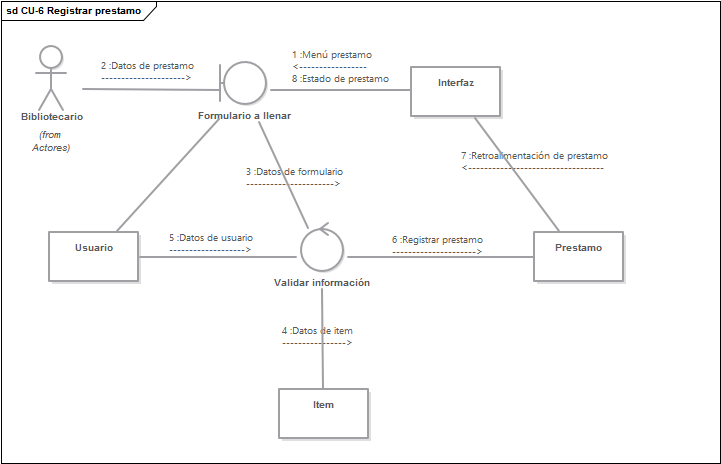 sd CU-6 Registrar prestamo
1 :Menú prestamo
2 :Datos de prestamo
8 :Estado de prestamo
Interfaz
Bibliotecario
(from
Actores)
Formulario a llenar
7 :Retroalimentación de prestamo
3 :Datos de formulario
5 :Datos de usuario
6 :Registrar prestamo
Usuario
Prestamo
Validar información
4 :Datos de item
Item